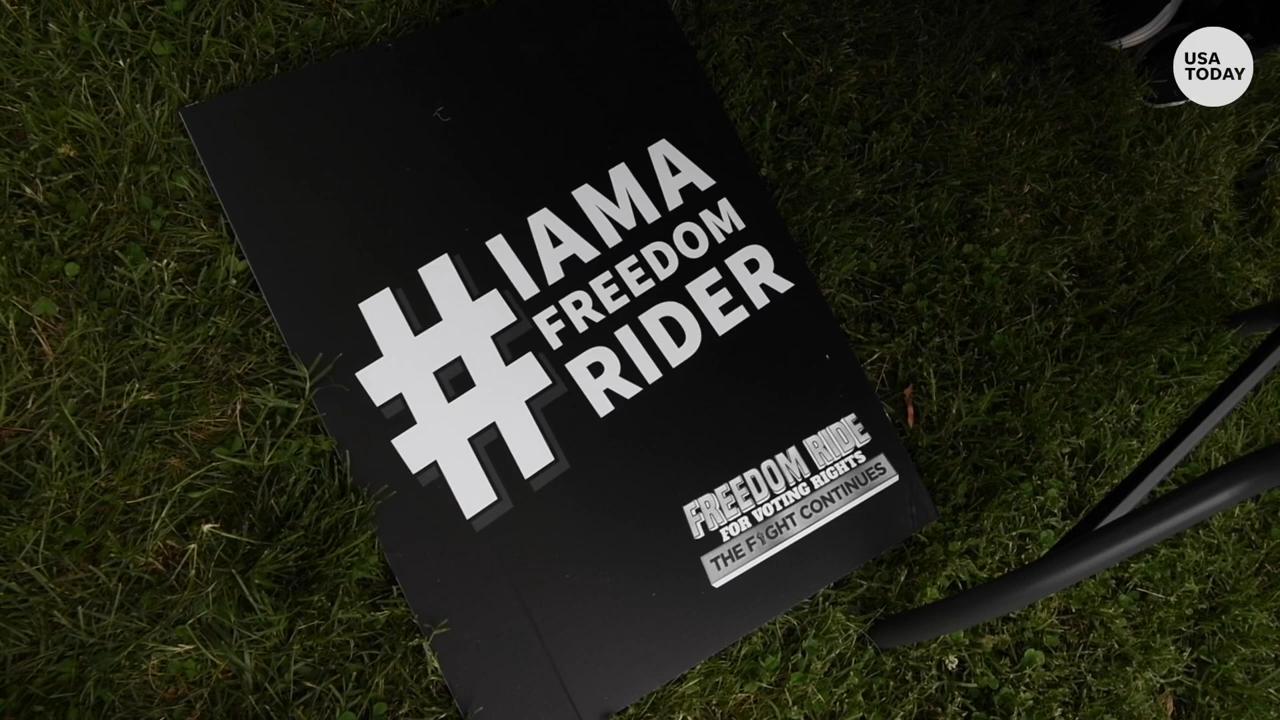 USA
TODAY
#IAMA
FREEDOM
RIDER
FREEDOM RIDE
FOR VOTING RIGHTS
THE FIGHT CONTINUES